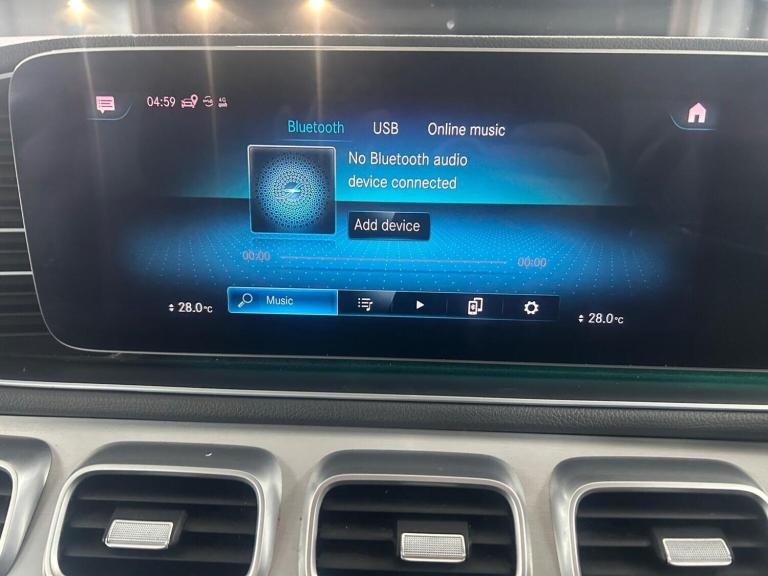 04:59
4G
Bluetooth USB Online music
No Bluetooth audio
device connected
Add device
00:00 00:00
Music
28.0°C 28.0°C